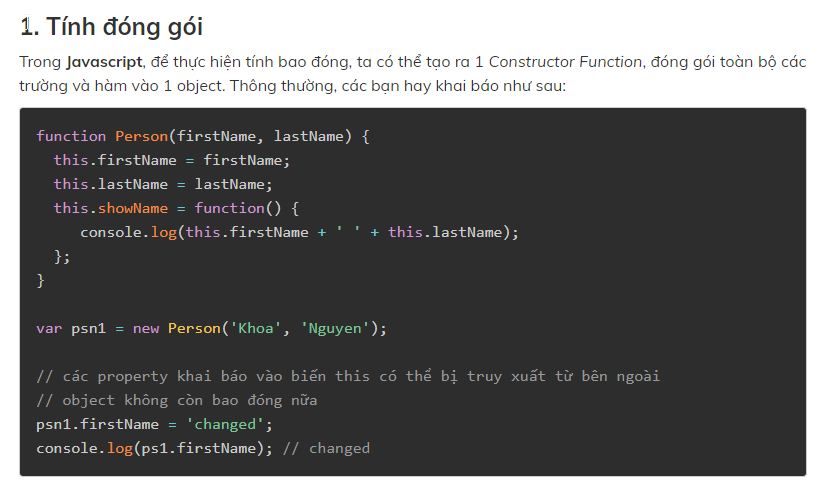 1. Tính đóng gói
Trong Javascript, để thực hiện tính bao đóng, ta có thể tạo ra 1 Constructor Function, đóng gói toàn bộ các
trường và hàm vào 1 object. Thông thường, các bạn hay khai báo như sau:
function Person(firstName, lastName) {
  this.firstName = firstName;
  this.lastName = lastName;
  this.showName = function() {
     console.log(this.firstName + ' ' + this.lastName);
  };
}
var psn1 = new Person('Khoa', 'Nguyen');
// các property khai báo vào biến this có thể bị truy xuất từ bên ngoài
// object không còn bao đóng nữa
psn1.firstName = 'changed';
console.log(ps1.firstName); // changed